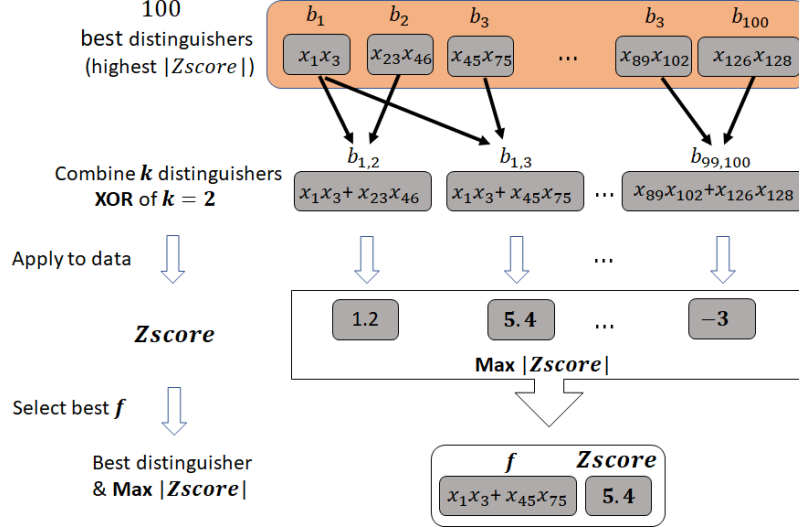 100
best distinguishers
(highest |Zscore|)
b₁ b₂ b₃ b₃ b₁₀₀
x₁x₃ x₂₃x₄₆ x₄₅x₇₅ ... x₈₉x₁₀₂ x₁₂₆x₁₂₈
Combine k distinguishers
XOR of k = 2
b₁,₂ b₁,₃ b₉₉,₁₀₀
x₁x₃+ x₂₃x₄₆ x₁x₃+ x₄₅x₇₅ ... x₈₉x₁₀₂+x₁₂₆x₁₂₈
Apply to data ...
Zscore 1.2 5.4 ... −3
Max |Zscore|
Select best f
Best distinguisher
& Max |Zscore|
f Zscore
x₁x₃+ x₄₅x₇₅ 5.4